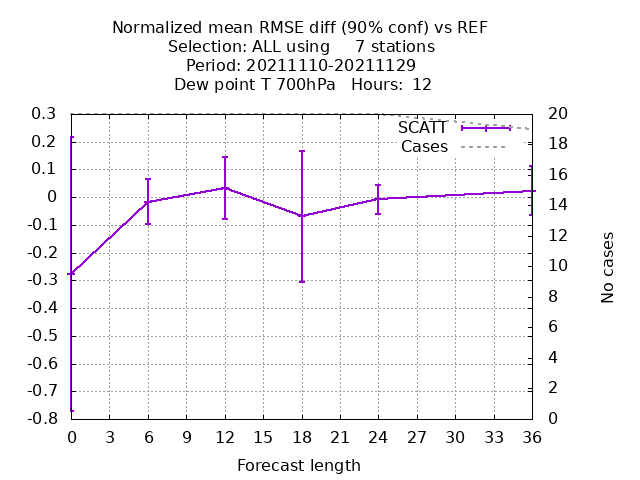 Normalized mean RMSE diff (90% conf) vs REF
Selection: ALL using     7 stations
Period: 20211110-20211129
Dew point T 700hPa   Hours:  12
SCATT
Cases
0.3
0.2
0.1
0
-0.1
-0.2
-0.3
-0.4
-0.5
-0.6
-0.7
-0.8
20
18
16
14
12
10
8
6
4
2
0
No cases
0 3 6 9 12 15 18 21 24 27 30 33 36
Forecast length